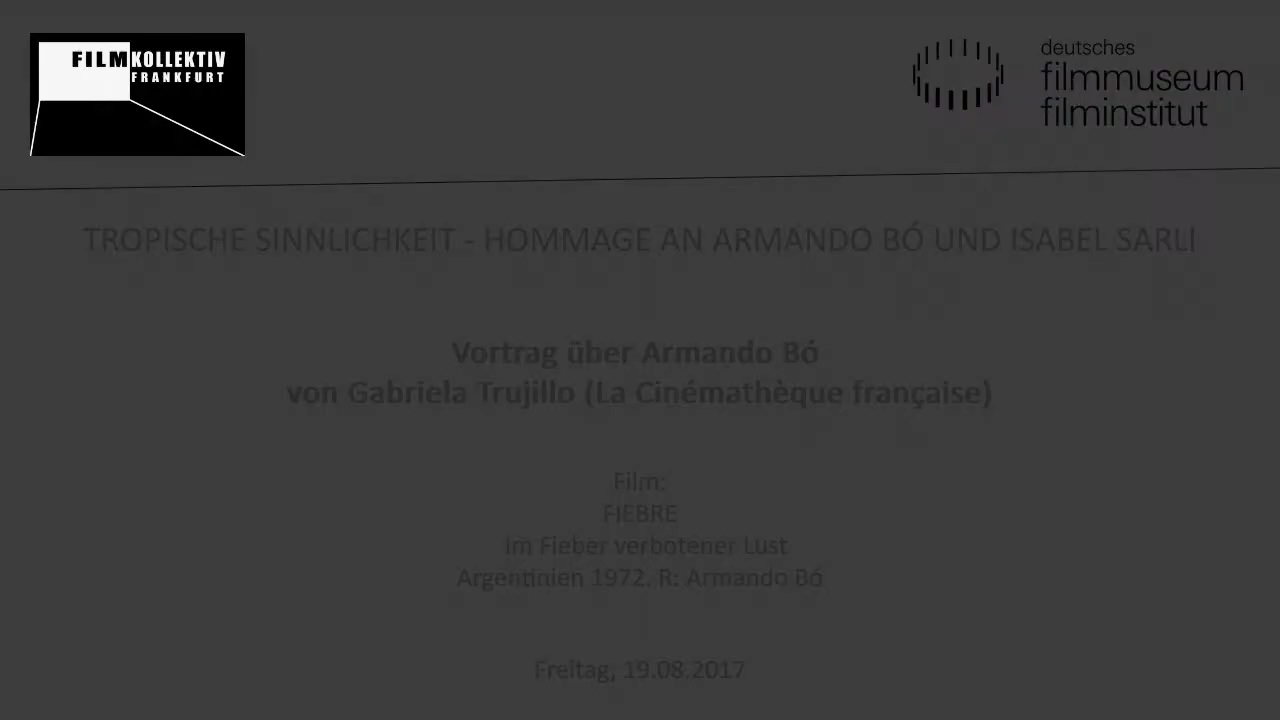 FILMKOLLEKTIV
FRANKFURT
deutsches
filmmuseum
filminstitut
TROPISCHE SINNLICHKEIT - HOMMAGE AN ARMANDO BÓ UND ISABEL SARLI
Vortrag über Armando Bó
von Gabriela Trujillo (La Cinémathèque française)
Film:
FIEBRE
Im Fieber verbotener Lust
Argentinien 1972. R: Armando Bó
Freitag, 19.08.2017